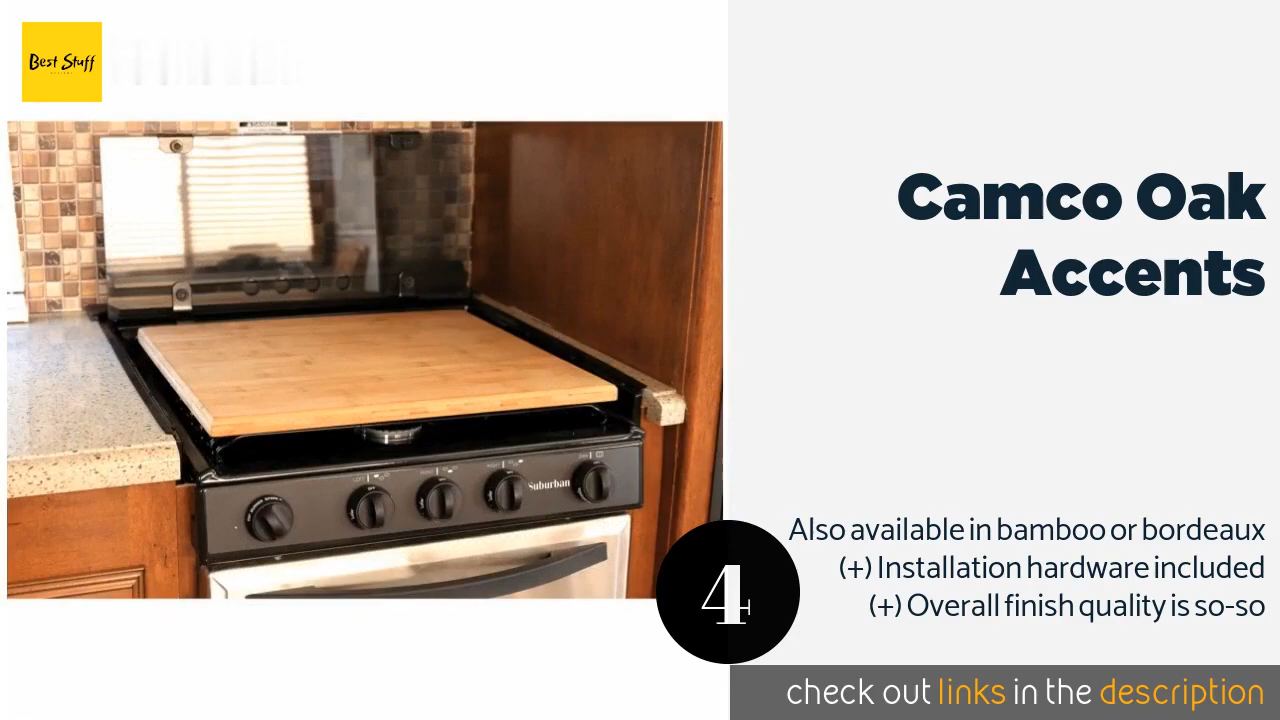 Best Stuff
Camco Oak
Accents
Suburban
Also available in bamboo or bordeaux
(+) Installation hardware included
(+) Overall finish quality is so-so
4
check out links in the description